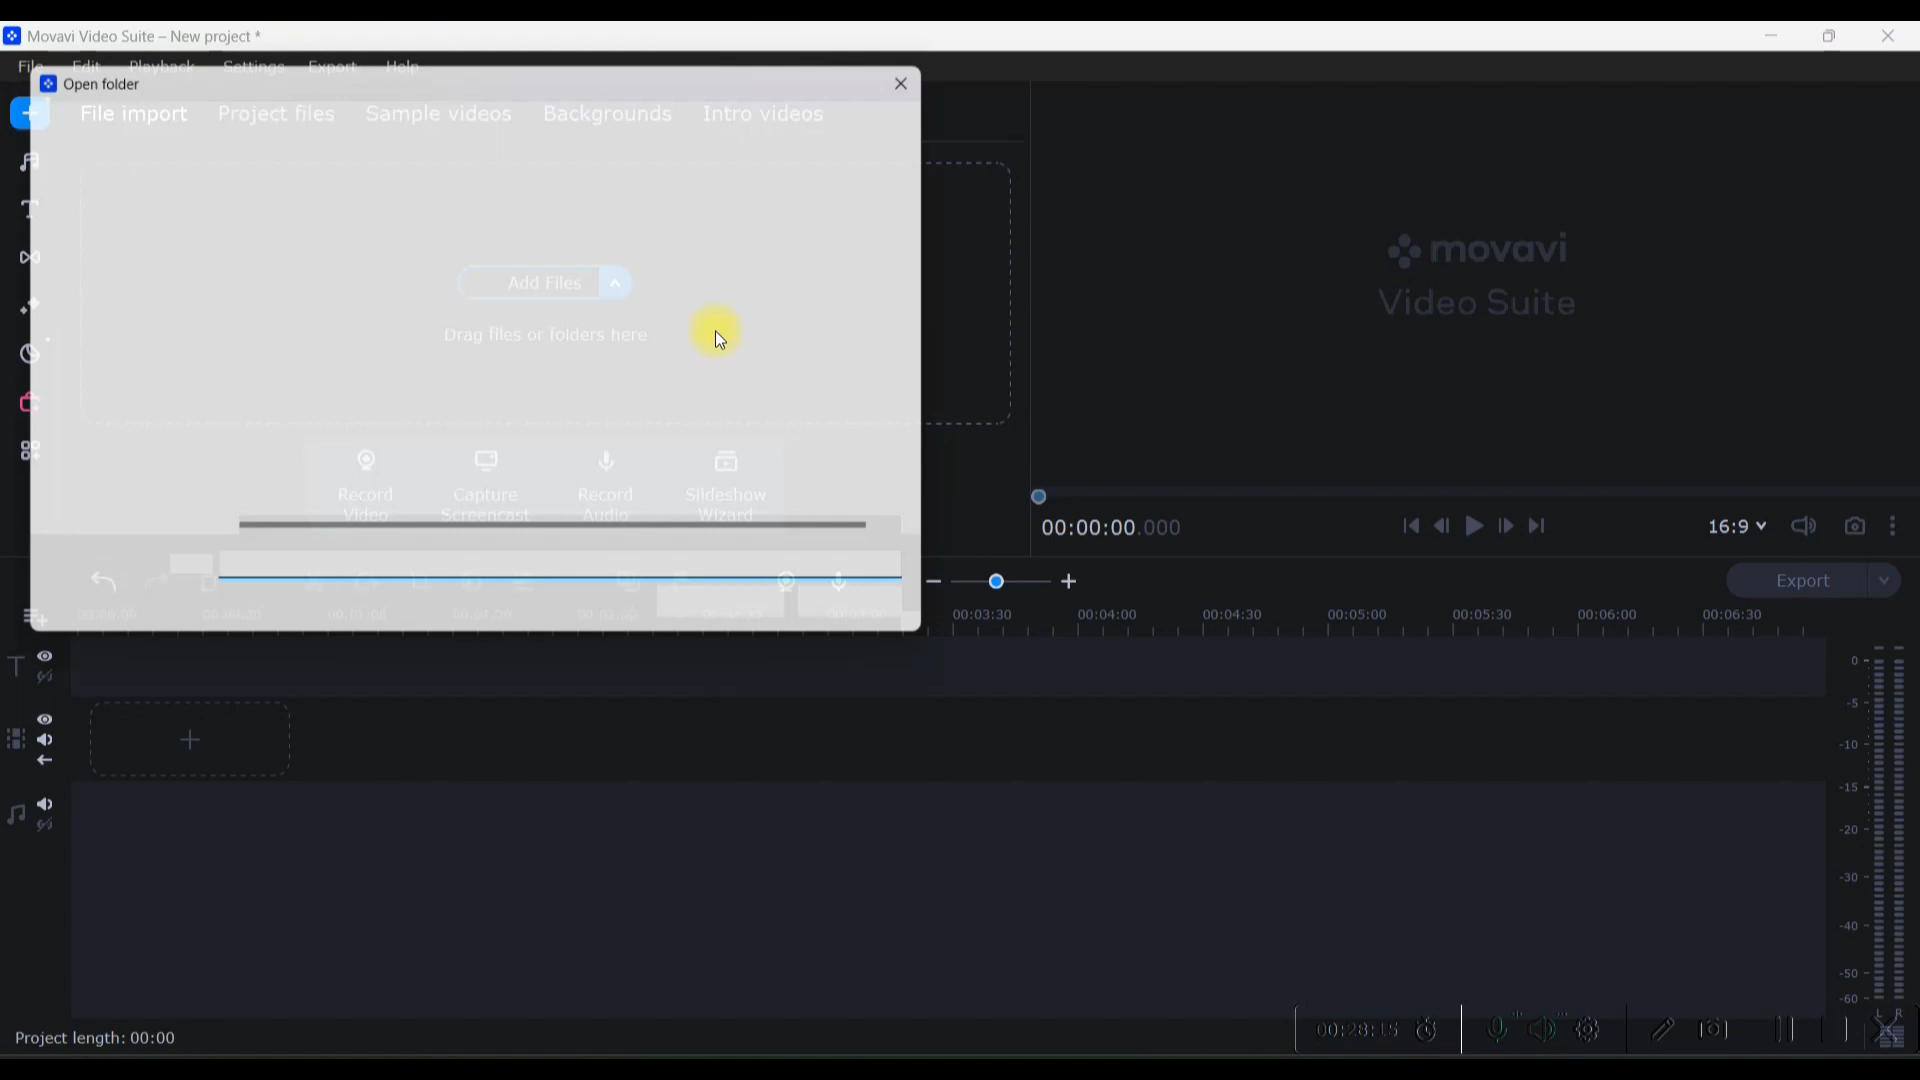 Movavi Video Suite – New project *
File Edit Playback Settings Export Help
Open folder
File import Project files Sample videos Backgrounds Intro videos
Add Files
Drag files or folders here
Record Video
Capture Screencast
Record Audio
Slideshow Wizard
movavi
Video Suite
00:00:00.000
16:9
Export
00:03:30 00:04:00 00:04:30 00:05:00 00:05:30 00:06:00 00:06:30
0
-5
-10
-15
-20
-30
-40
-50
-60
L R
Project length: 00:00
00:28:15